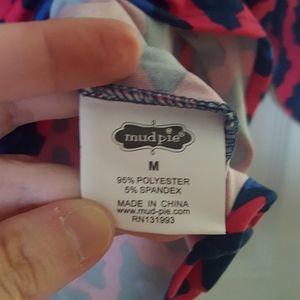 mudpie®
M
95% POLYESTER
5% SPANDEX
MADE IN CHINA
www.mud-pie.com
RN131993